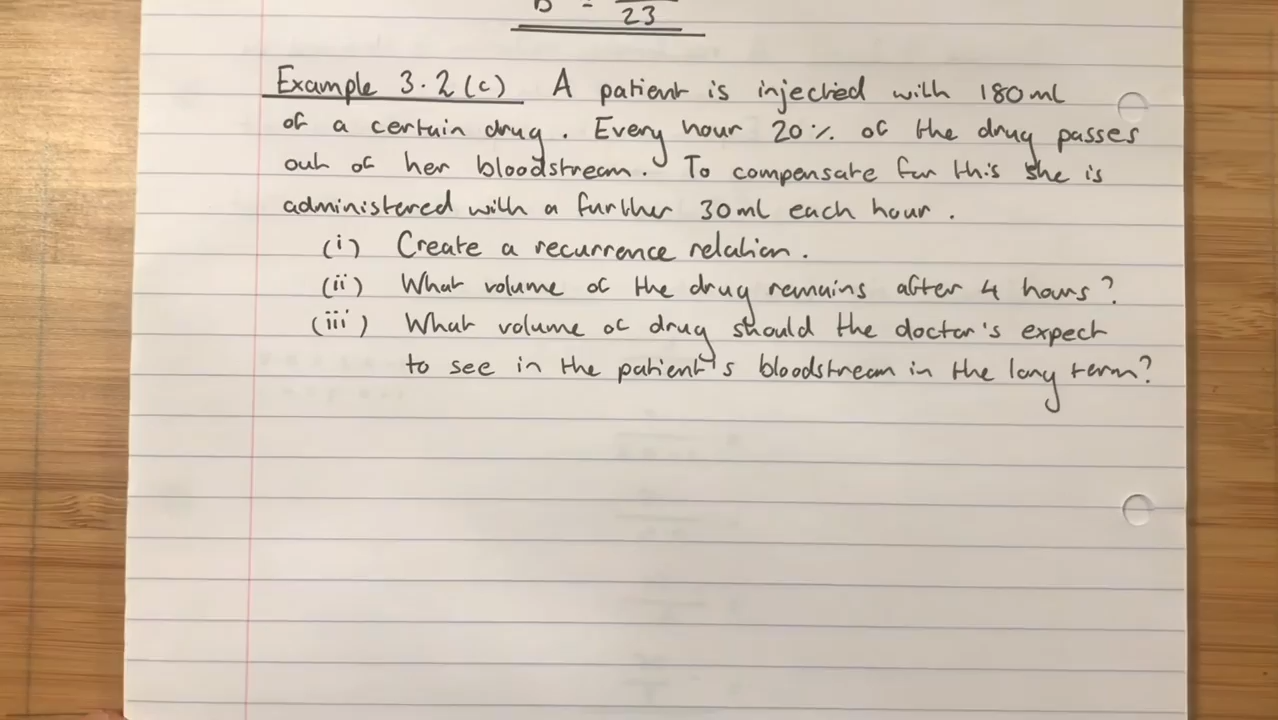 B = 23
Example 3.2(c) A patient is injected with 180ml
of a certain drug. Every hour 20% of the drug passes
out of her bloodstream. To compensate for this she is
administered with a further 30ml each hour.
(i) Create a recurrence relation.
(ii) What volume of the drug remains after 4 hours?
(iii) What volume of drug should the doctor's expect
to see in the patient's bloodstream in the long term?